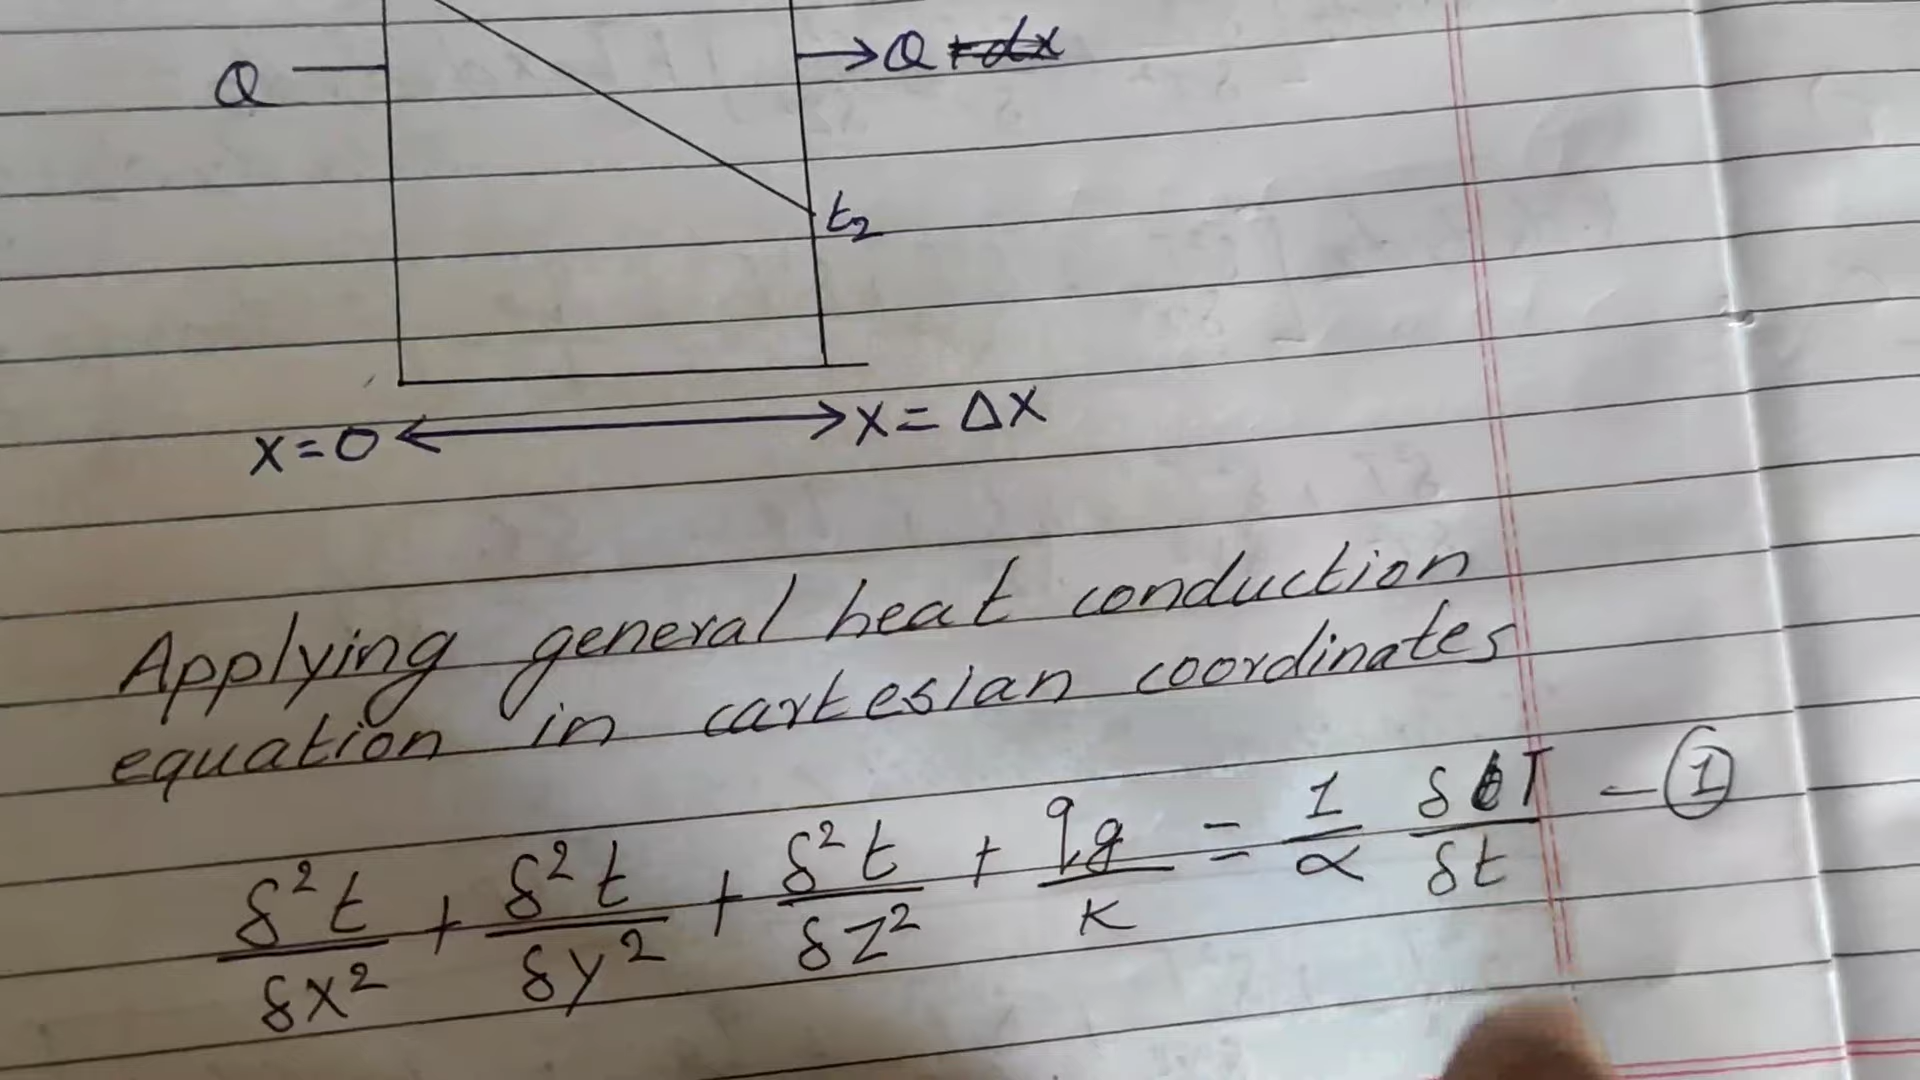 Q → Q + dx
t₂
x=0 ↔ x = Δx
Applying general heat conduction
equation in cartesian coordinates
δ²t/δx² + δ²t/δy² + δ²t/δz² + qg/K = 1/α δT/δt - ①